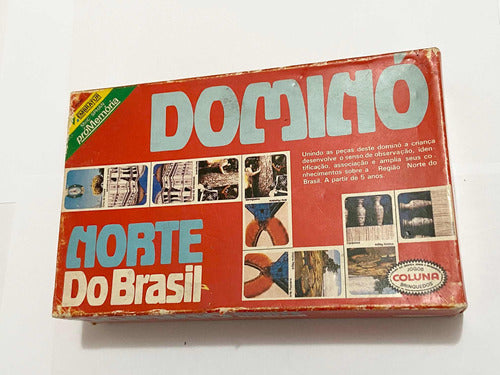 DOMINÓ
Unindo as peças deste dominó a criança
desenvolve o senso de observação, iden-
tificação, associação e amplia seus co-
nhecimentos sobre a Região Norte do
Brasil. A partir de 5 anos.
NORTE
Do Brasil
proMemória
JOGOS
COLUNA
BRINQUEDOS